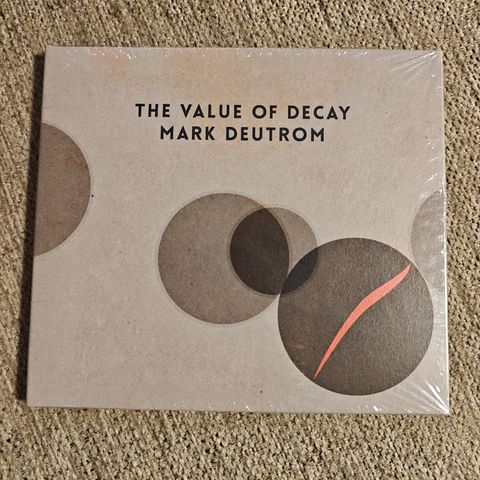 THE VALUE OF DECAY
MARK DEUTROM